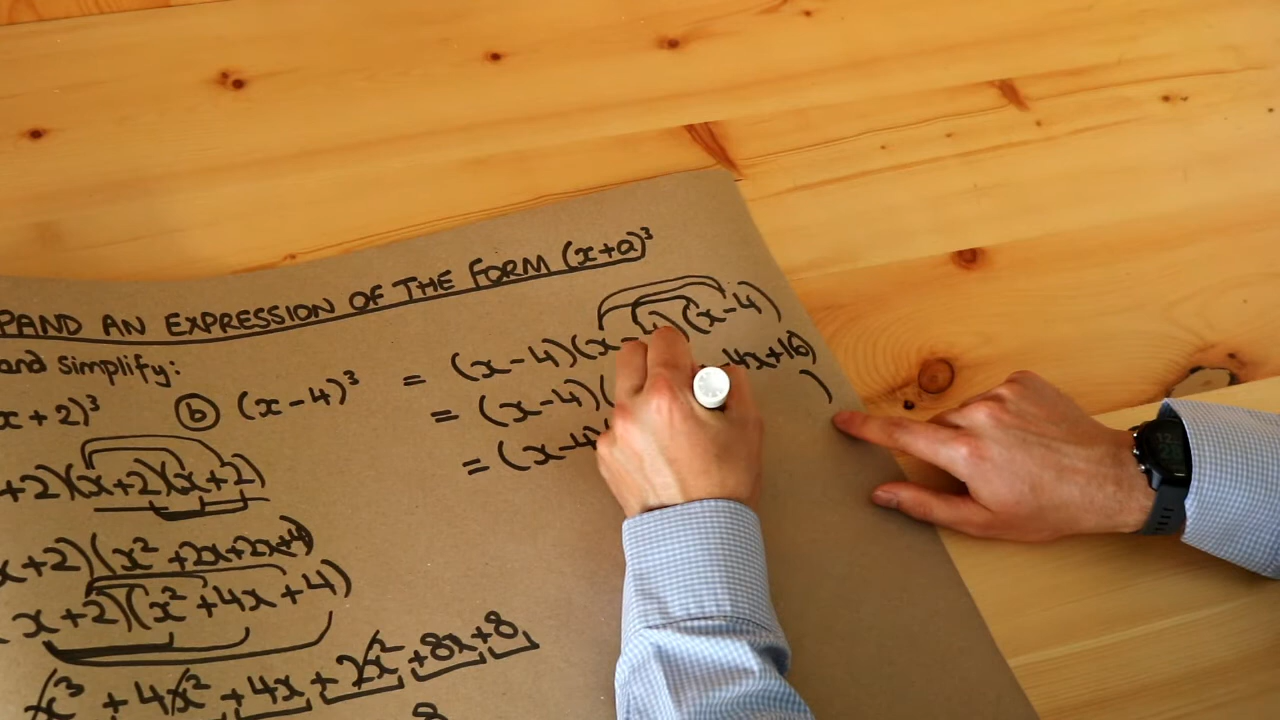 PAND AN EXPRESSION OF THE FORM (x+a)³
and simplify:
x+2)³
+2)(x+2)(x+2)
x+2)(x²+2x+2x+4)
x+2)(x²+4x+4)
x³+4x²+4x+2x²+8x+8
8
ⓑ (x-4)³
= (x-4)(x- )(x-4)
= (x-4)( -4x+16)
= (x-4 )